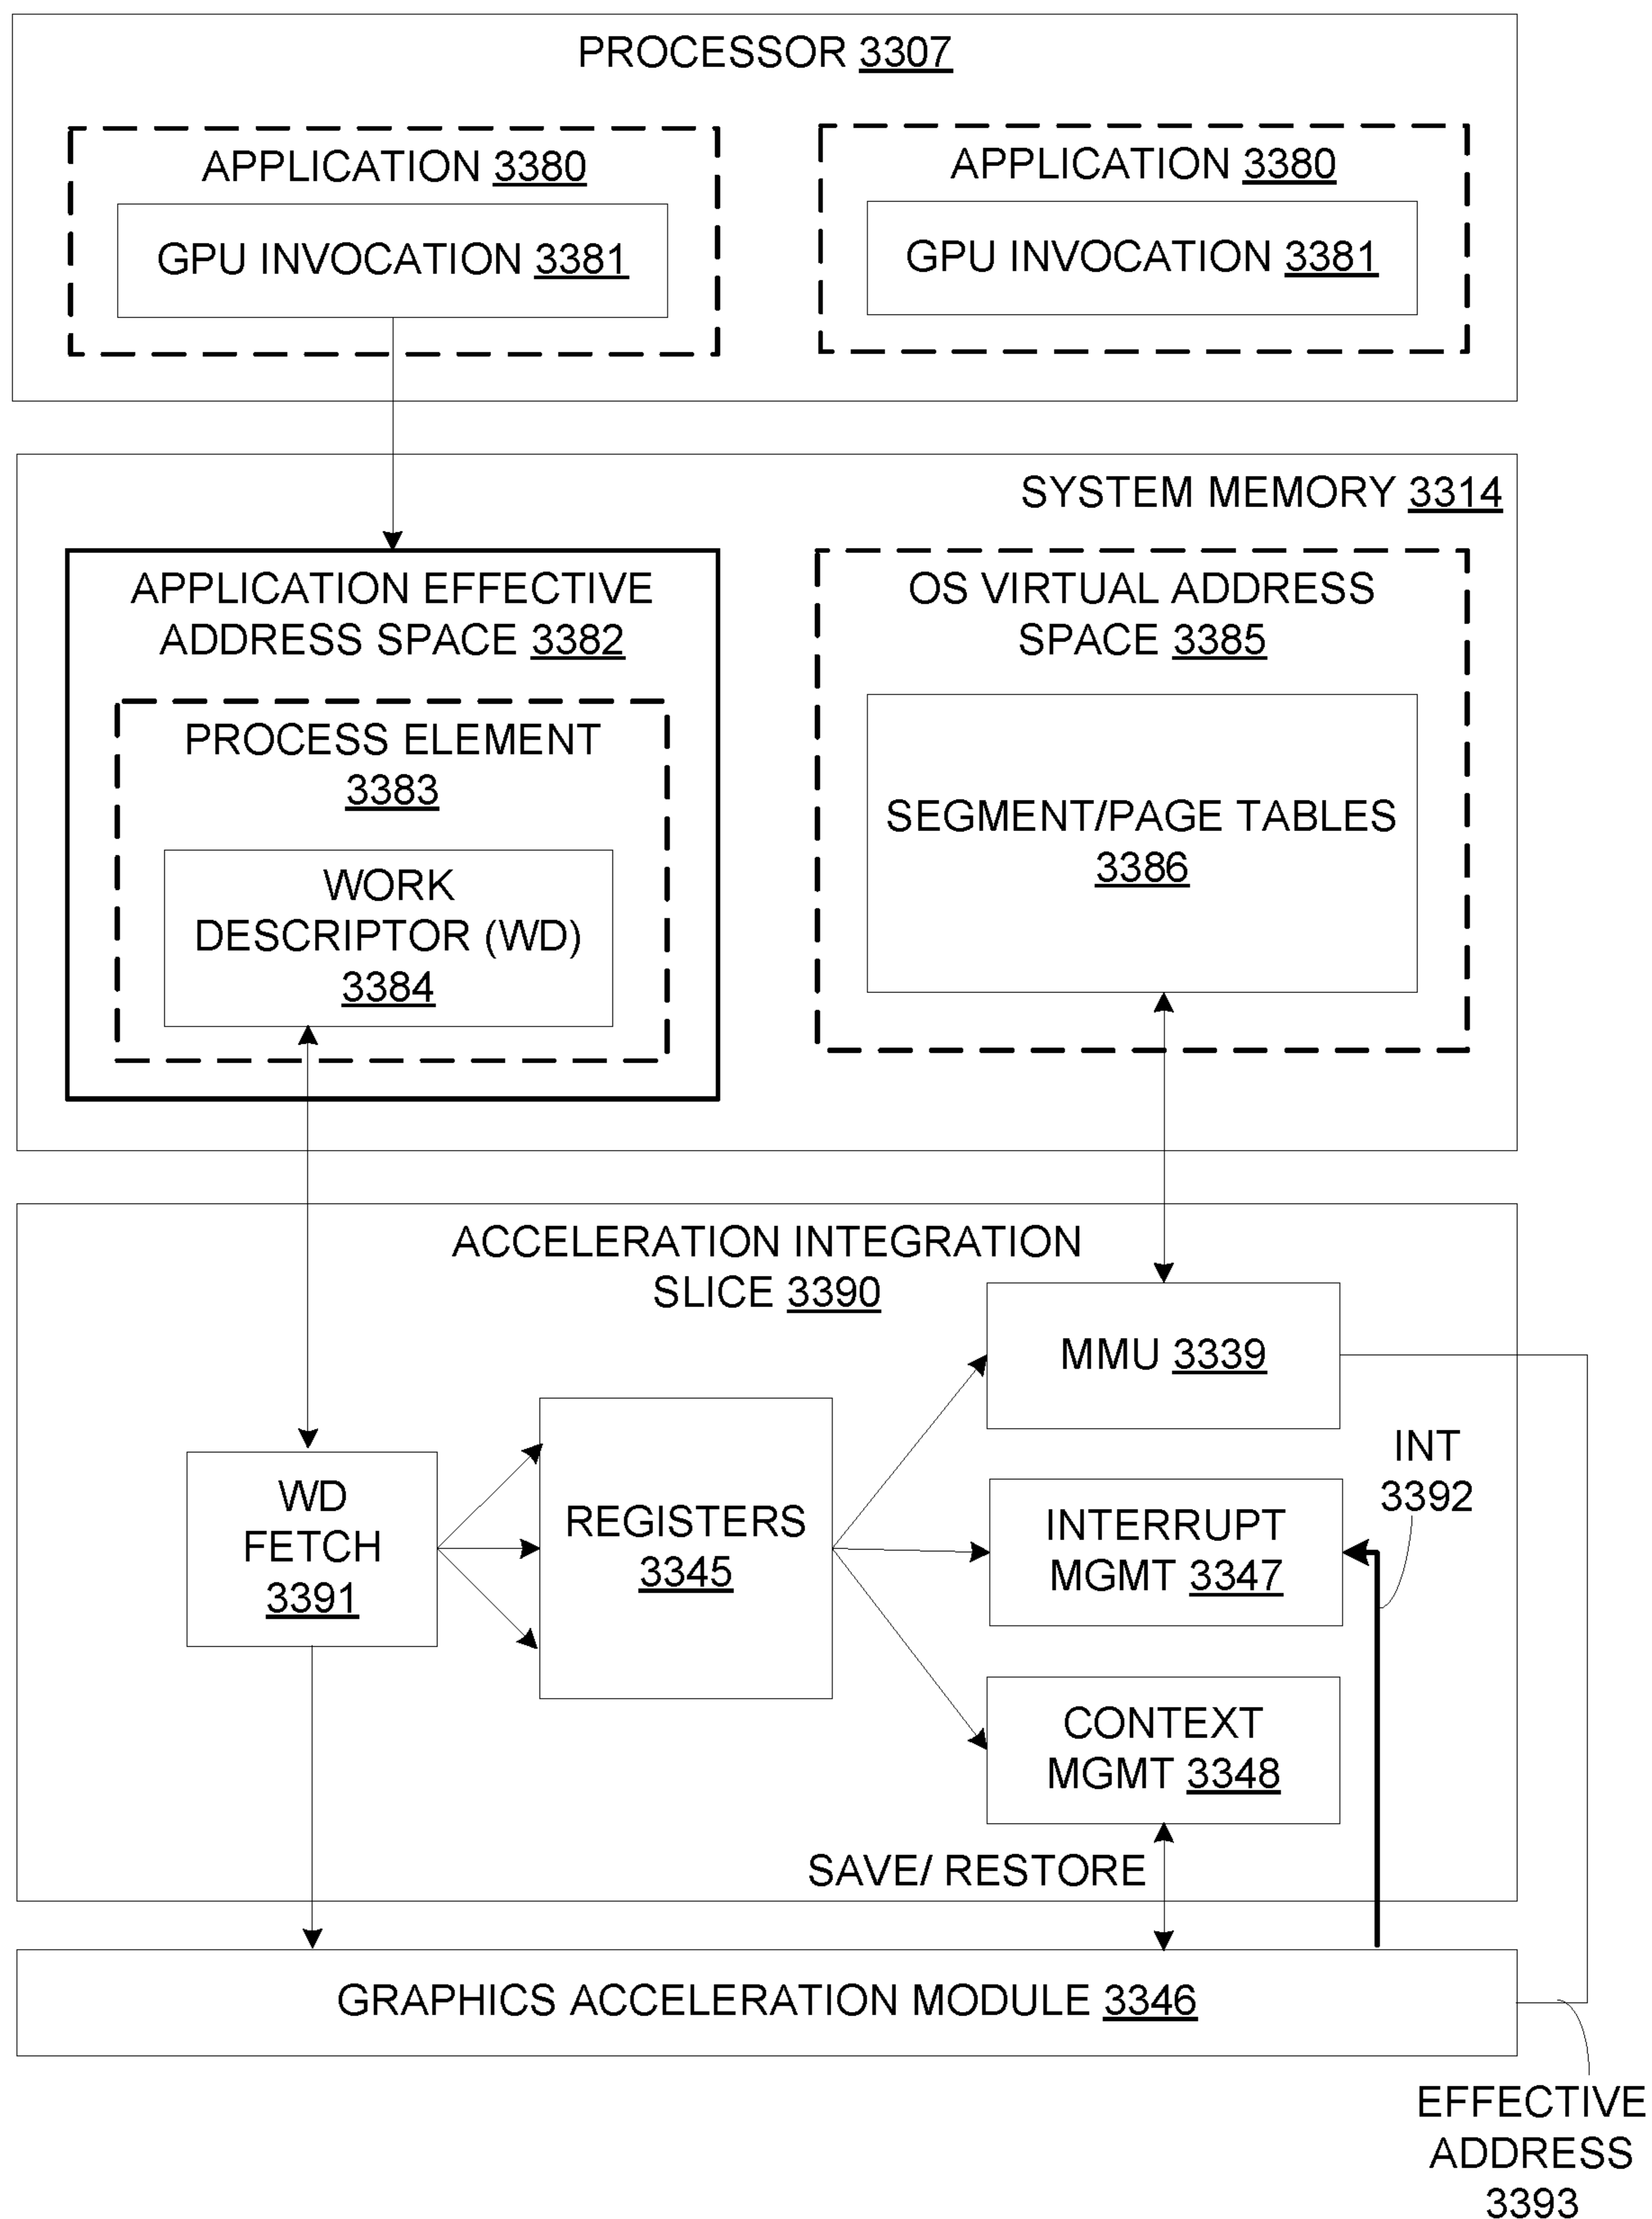 PROCESSOR 3307
APPLICATION 3380
GPU INVOCATION 3381
APPLICATION 3380
GPU INVOCATION 3381
SYSTEM MEMORY 3314
APPLICATION EFFECTIVE
ADDRESS SPACE 3382
PROCESS ELEMENT
3383
WORK
DESCRIPTOR (WD)
3384
OS VIRTUAL ADDRESS
SPACE 3385
SEGMENT/PAGE TABLES
3386
ACCELERATION INTEGRATION
SLICE 3390
WD
FETCH
3391
REGISTERS
3345
MMU 3339
INT
3392
INTERRUPT
MGMT 3347
CONTEXT
MGMT 3348
SAVE/ RESTORE
GRAPHICS ACCELERATION MODULE 3346
EFFECTIVE
ADDRESS
3393